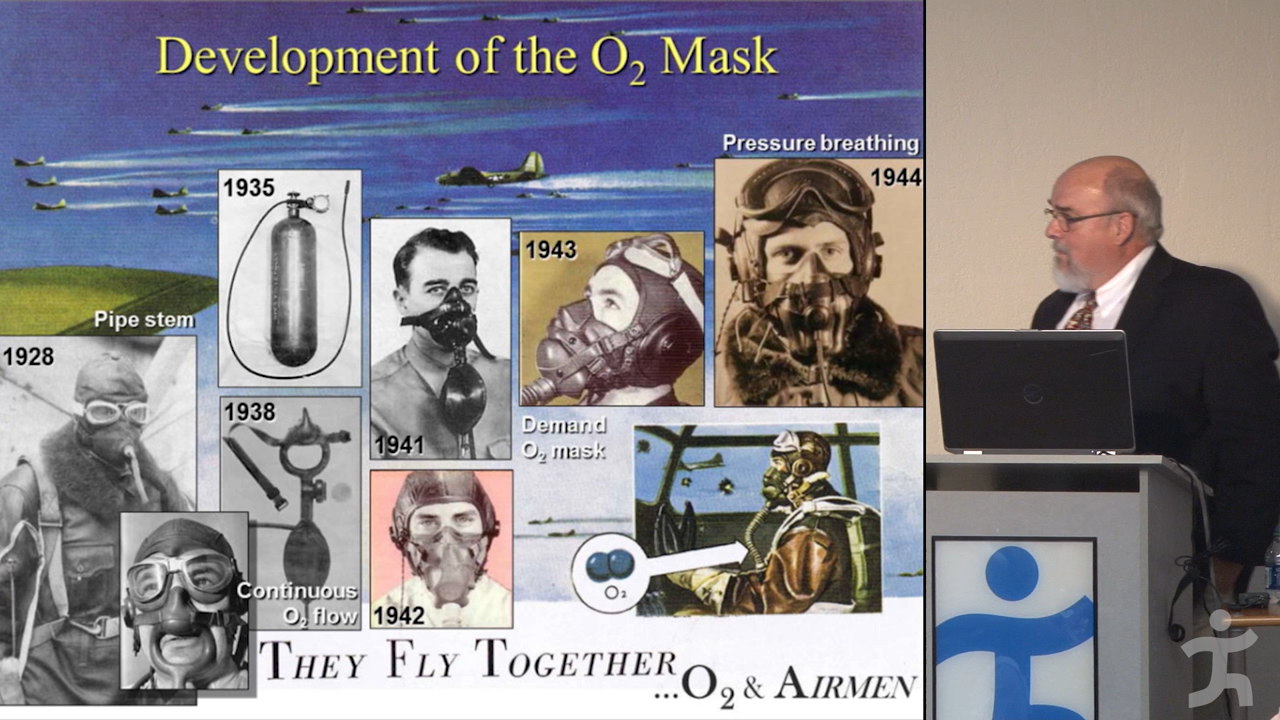 Development of the O₂ Mask
Pressure breathing
1944
1935
1943
Pipe stem
1928
1938
1941
Demand
O₂ mask
Continuous
O₂ flow
1942
O₂
THEY FLY TOGETHER
...O₂ & AIRMEN